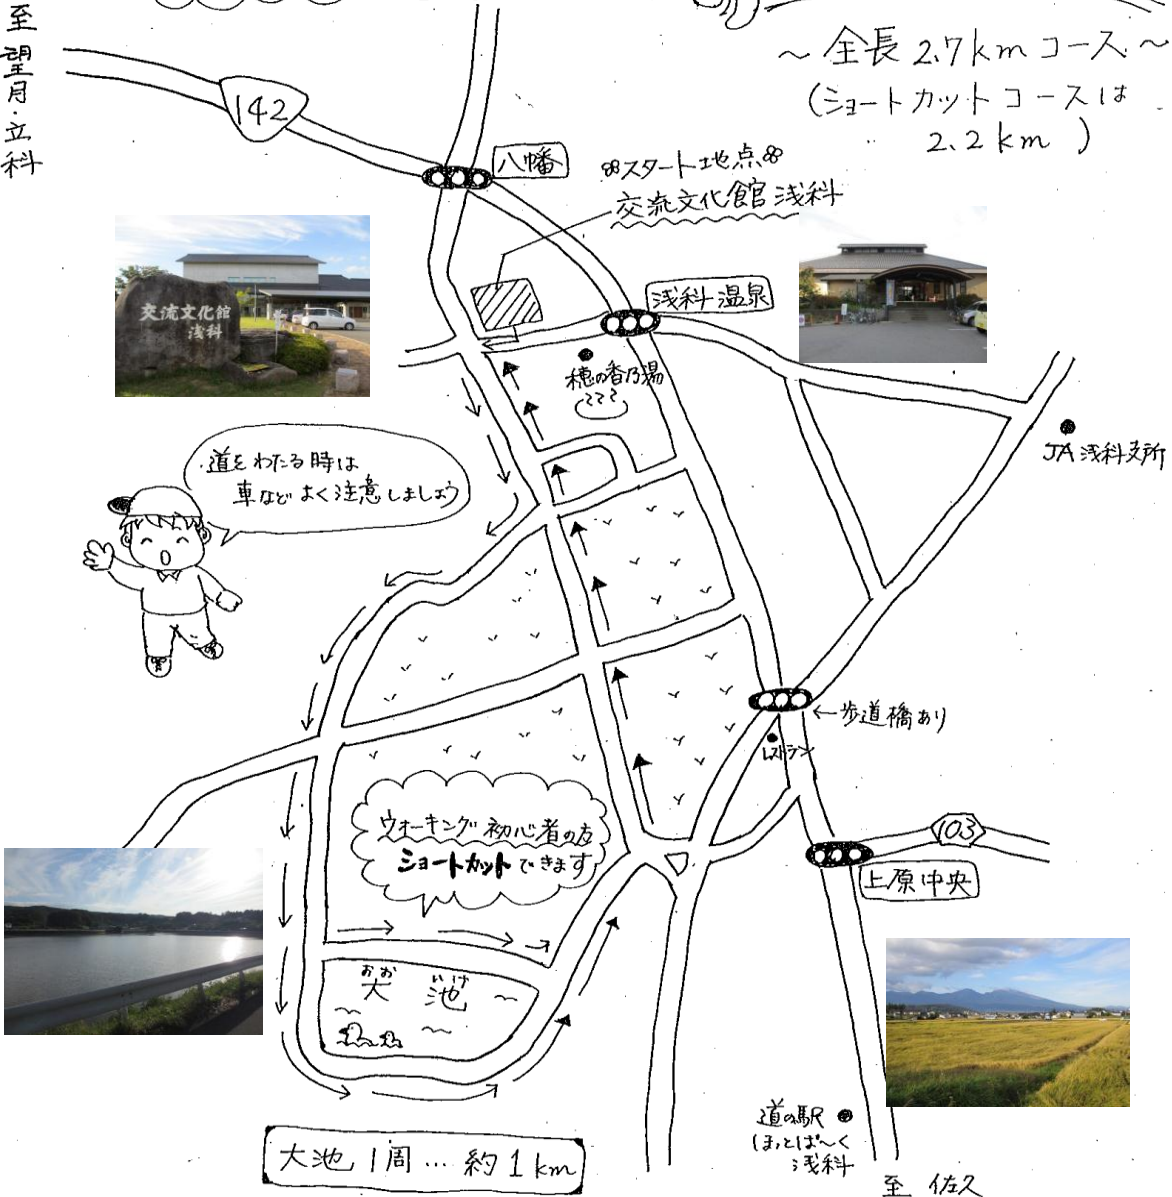 至望月・立科
～全長2.7kmコース～
(ショートカットコースは
2.2km)
142
八幡
スタート地点
交流文化館浅科
交流文化館
浅科
浅科温泉
穂の香乃湯
JA浅科支所
道をわたる時は
車などよく注意しましょう
←歩道橋あり
レストラン
ウォーキング初心者の方
ショートカットできます
103
上原中央
おおいけ
大池
道の駅
ほっとぱ～く
浅科
大池1周…約1km
至佐久